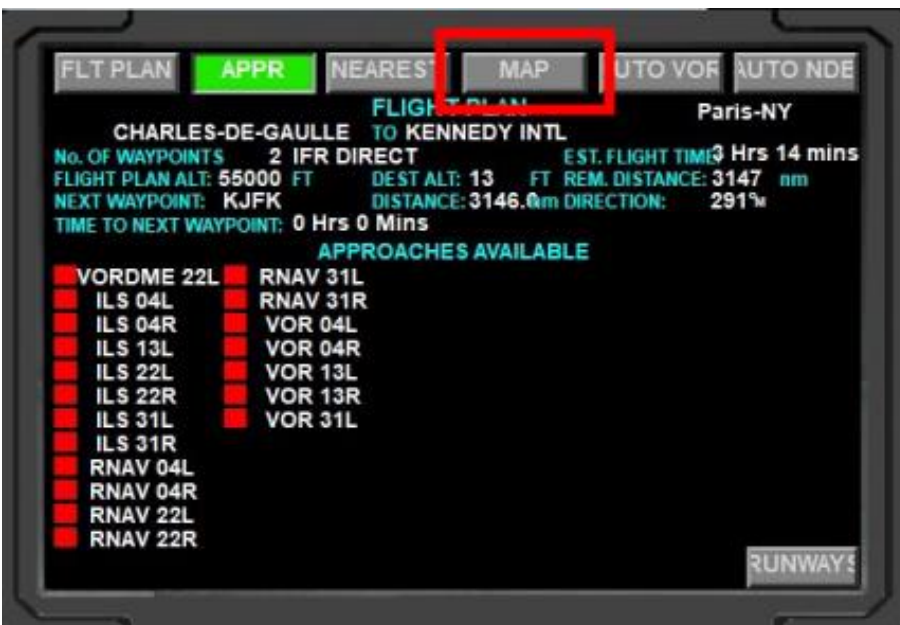 FLT PLAN APPR NEAREST MAP AUTO VOR AUTO NDB
FLIGHT PLAN Paris-NY
CHARLES-DE-GAULLE TO KENNEDY INTL
No. OF WAYPOINTS 2 IFR DIRECT EST. FLIGHT TIME: 3 Hrs 14 mins
FLIGHT PLAN ALT: 55000 FT DEST ALT: 13 FT REM. DISTANCE: 3147 nm
NEXT WAYPOINT: KJFK DISTANCE: 3146. nm DIRECTION: 291°M
TIME TO NEXT WAYPOINT: 0 Hrs 0 Mins
APPROACHES AVAILABLE
VORDME 22L RNAV 31L
ILS 04L RNAV 31R
ILS 04R VOR 04L
ILS 13L VOR 04R
ILS 22L VOR 13L
ILS 22R VOR 13R
ILS 31L VOR 31L
ILS 31R
RNAV 04L
RNAV 04R
RNAV 22L
RNAV 22R
RUNWAYS